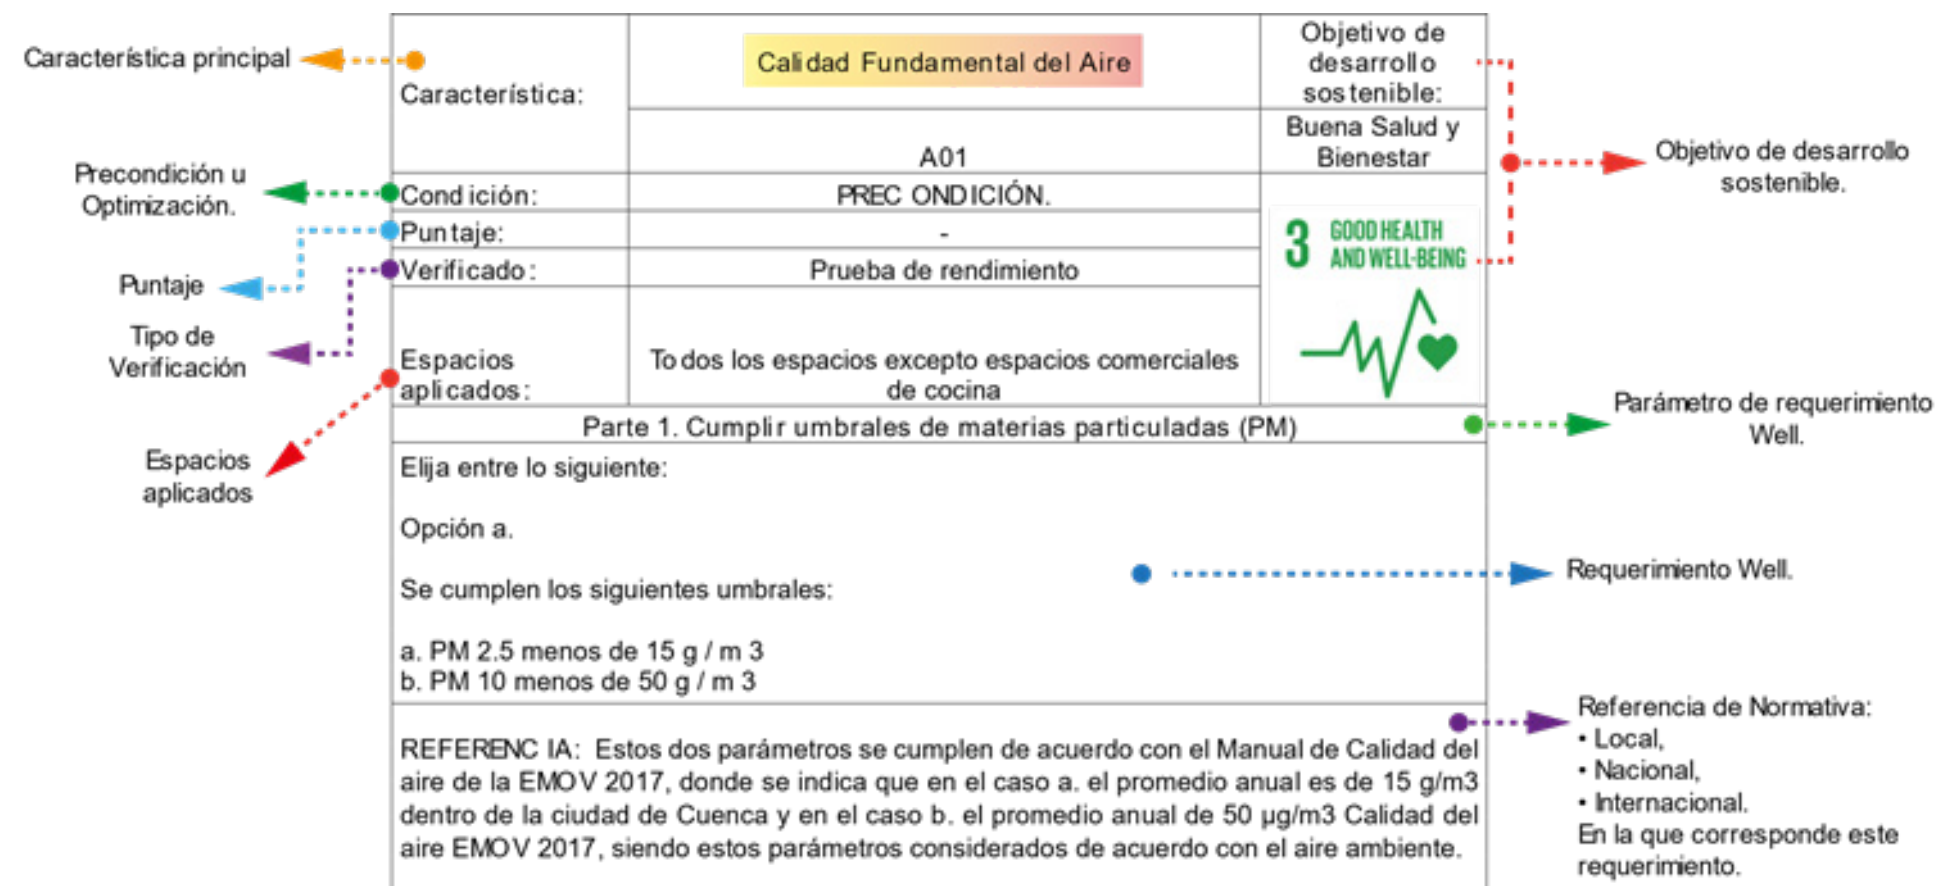 Característica principal
Precondición u
Optimización.
Puntaje
Tipo de
Verificación
Espacios
aplicados
Característica:
Calidad Fundamental del Aire
Objetivo de
desarrollo
sostenible:
A01
Buena Salud y
Bienestar
Condición:
PRECONDICIÓN.
Puntaje:
-
Verificado:
Prueba de rendimiento
3 GOOD HEALTH
AND WELL-BEING
Espacios
aplicados:
Todos los espacios excepto espacios comerciales
de cocina
Parte 1. Cumplir umbrales de materias particuladas (PM)
Elija entre lo siguiente:
Opción a.
Se cumplen los siguientes umbrales:
a. PM 2.5 menos de 15 g / m 3
b. PM 10 menos de 50 g / m 3
REFERENCIA: Estos dos parámetros se cumplen de acuerdo con el Manual de Calidad del
aire de la EMOV 2017, donde se indica que en el caso a. el promedio anual es de 15 g/m3
dentro de la ciudad de Cuenca y en el caso b. el promedio anual de 50 µg/m3 Calidad del
aire EMOV 2017, siendo estos parámetros considerados de acuerdo con el aire ambiente.
Objetivo de desarrollo
sostenible.
Parámetro de requerimiento
Well.
Requerimiento Well.
Referencia de Normativa:
• Local,
• Nacional,
• Internacional.
En la que corresponde este
requerimiento.